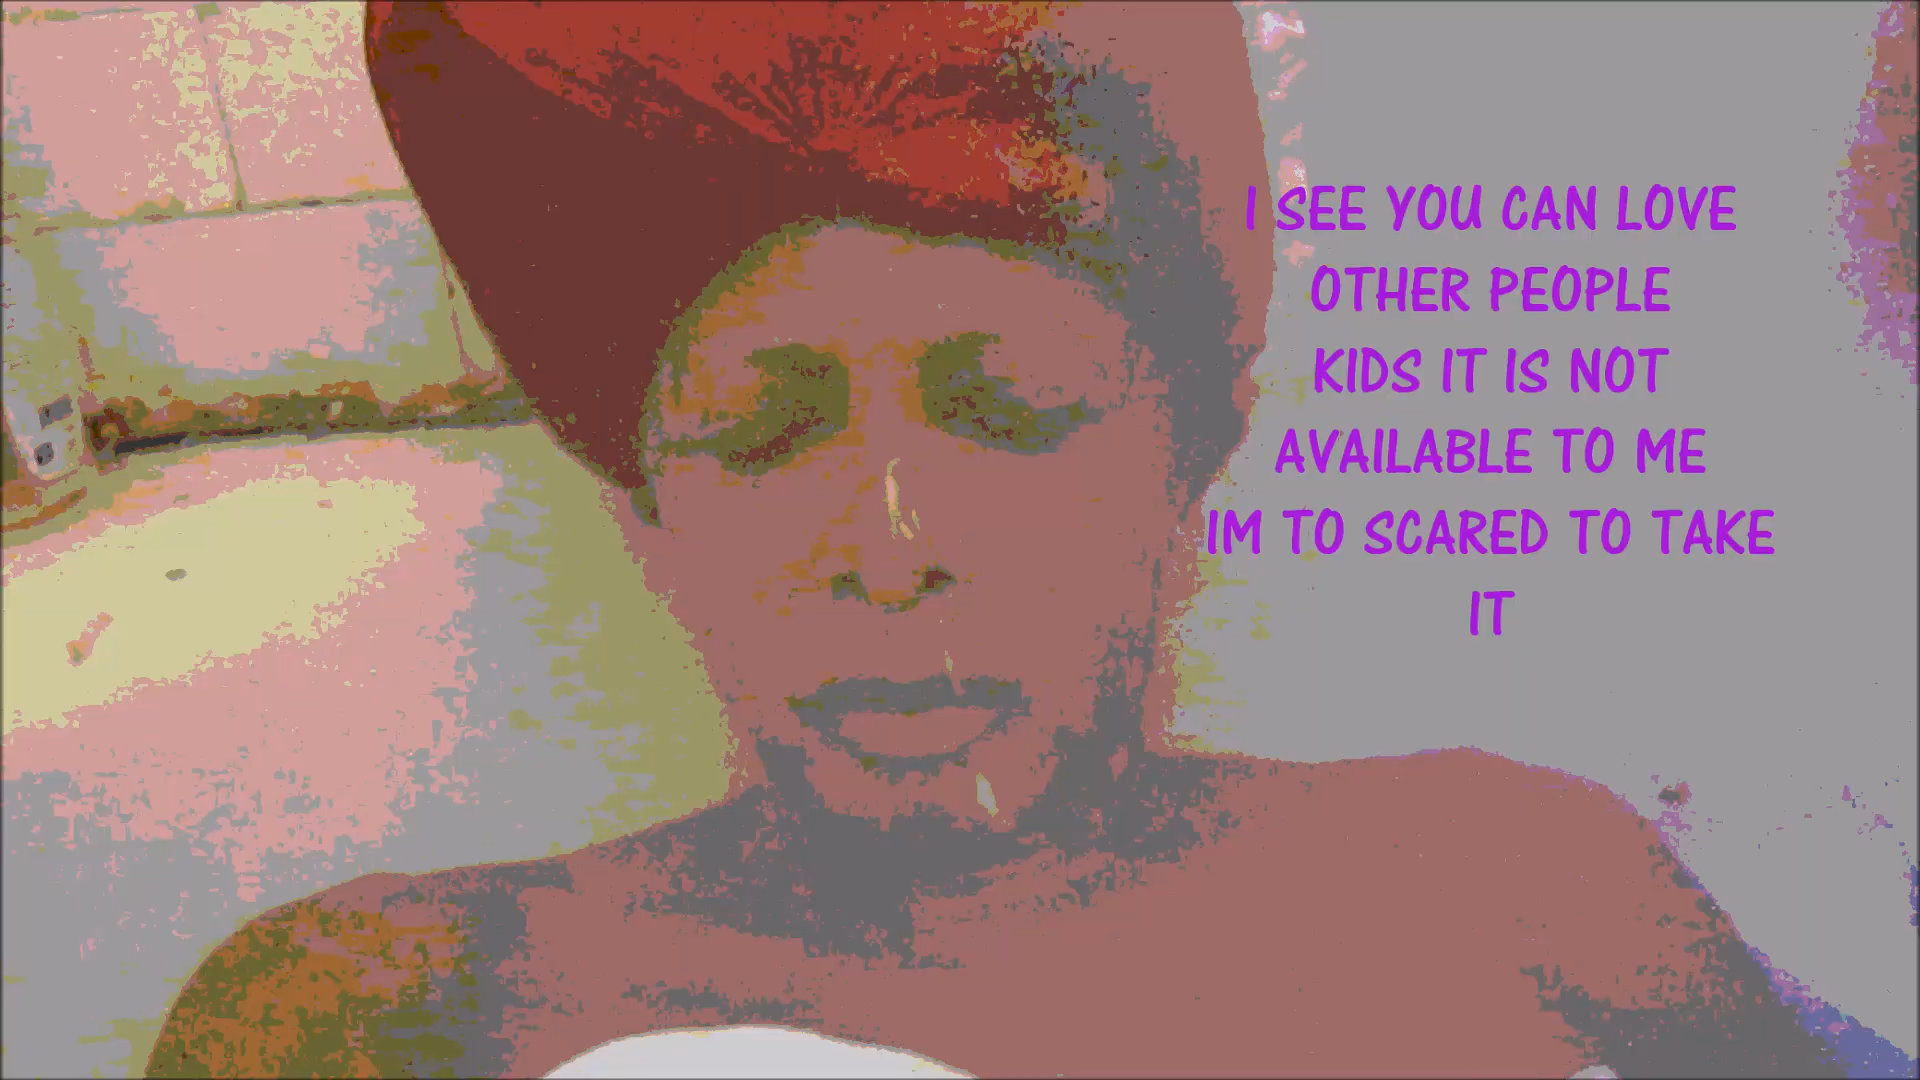 I SEE YOU CAN LOVE
OTHER PEOPLE
KIDS IT IS NOT
AVAILABLE TO ME
IM TO SCARED TO TAKE
IT